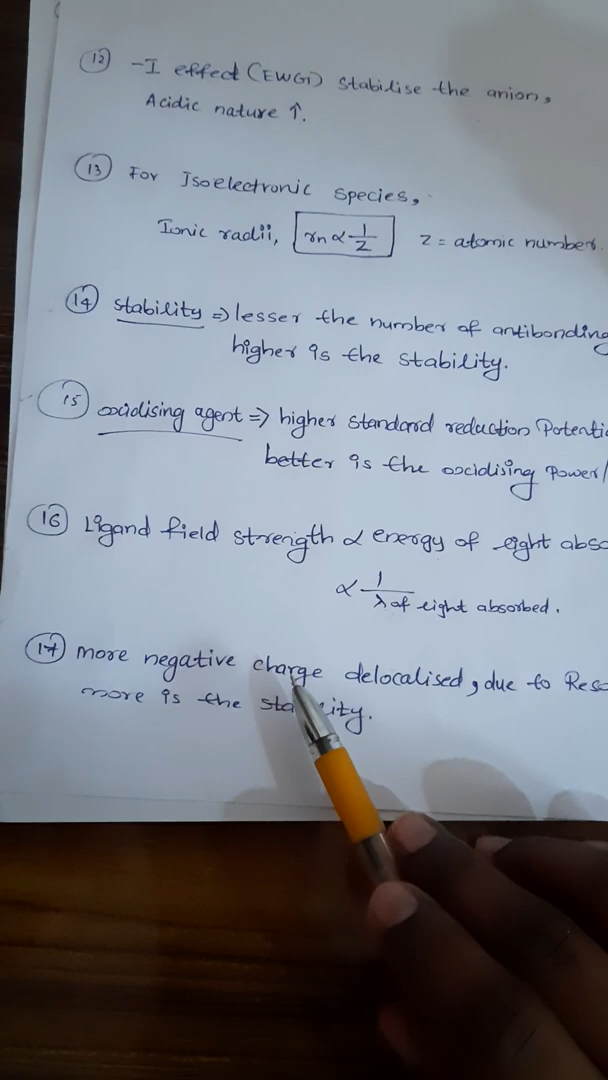 12 -I effect (EWG) stabilise the anion,
Acidic nature ↑.
13 For Isoelectronic species,
Ionic radii, rn ∝ 1/Z Z = atomic number.
14 stability ⇒ lesser the number of antibonding
higher is the stability.
15 oxidising agent ⇒ higher standard reduction Potenti
better is the oxidising Power/
16 Ligand field strength ∝ energy of light abso
∝ 1/λ of light absorbed.
17 more negative charge delocalised, due to Reso
more is the sta ity.